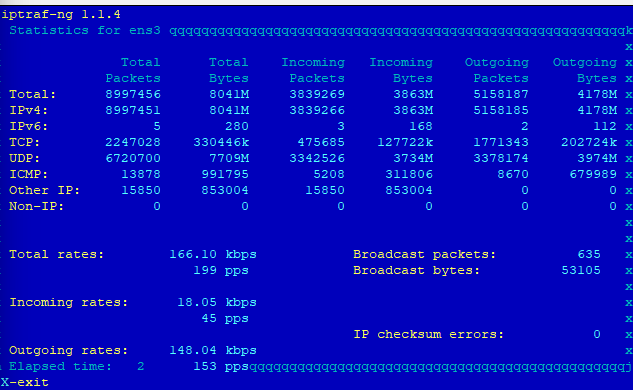 iptraf-ng 1.1.4
Statistics for ens3 qqqqqqqqqqqqqqqqqqqqqqqqqqqqqqqqqqqqqqqqqqqqqqqqqqqqqqqqqk
x
Total Total Incoming Incoming Outgoing Outgoing x
Packets Bytes Packets Bytes Packets Bytes x
Total: 8997456 8041M 3839269 3863M 5158187 4178M x
IPv4: 8997451 8041M 3839266 3863M 5158185 4178M x
IPv6: 5 280 3 168 2 112 x
TCP: 2247028 330446k 475685 127722k 1771343 202724k x
UDP: 6720700 7709M 3342526 3734M 3378174 3974M x
ICMP: 13878 991795 5208 311806 8670 679989 x
Other IP: 15850 853004 15850 853004 0 0 x
Non-IP: 0 0 0 0 0 0 x
x
x
Total rates: 166.10 kbps Broadcast packets: 635 x
199 pps Broadcast bytes: 53105 x
x
Incoming rates: 18.05 kbps x
45 pps x
IP checksum errors: 0 x
Outgoing rates: 148.04 kbps x
Elapsed time: 2 153 ppsqqqqqqqqqqqqqqqqqqqqqqqqqqqqqqqqqqqqqqqqqqqqqqqj
X-exit